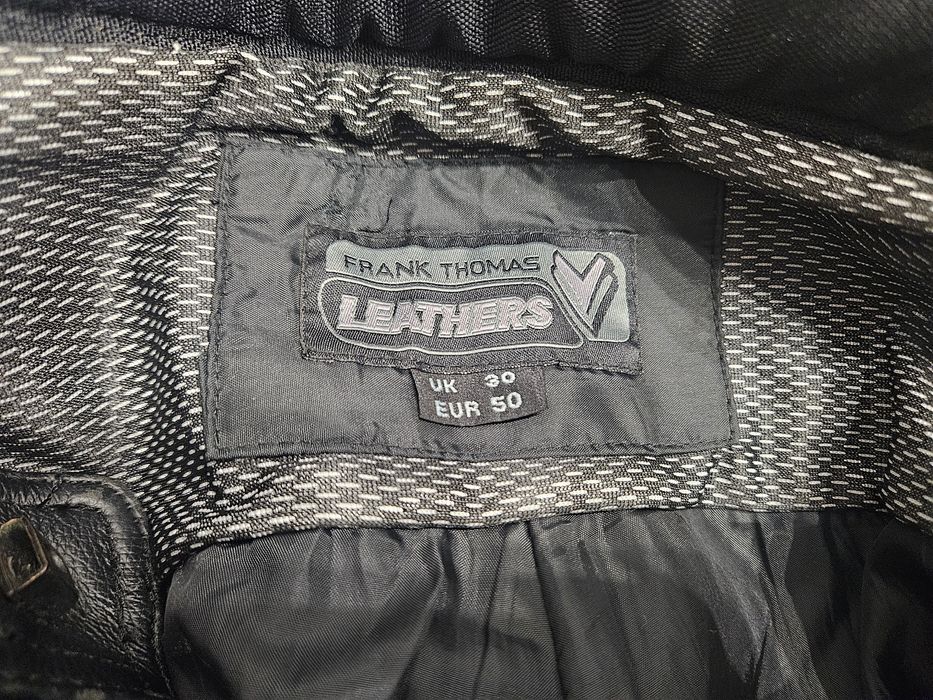 FRANK THOMAS
LEATHERS
UK 30
EUR 50